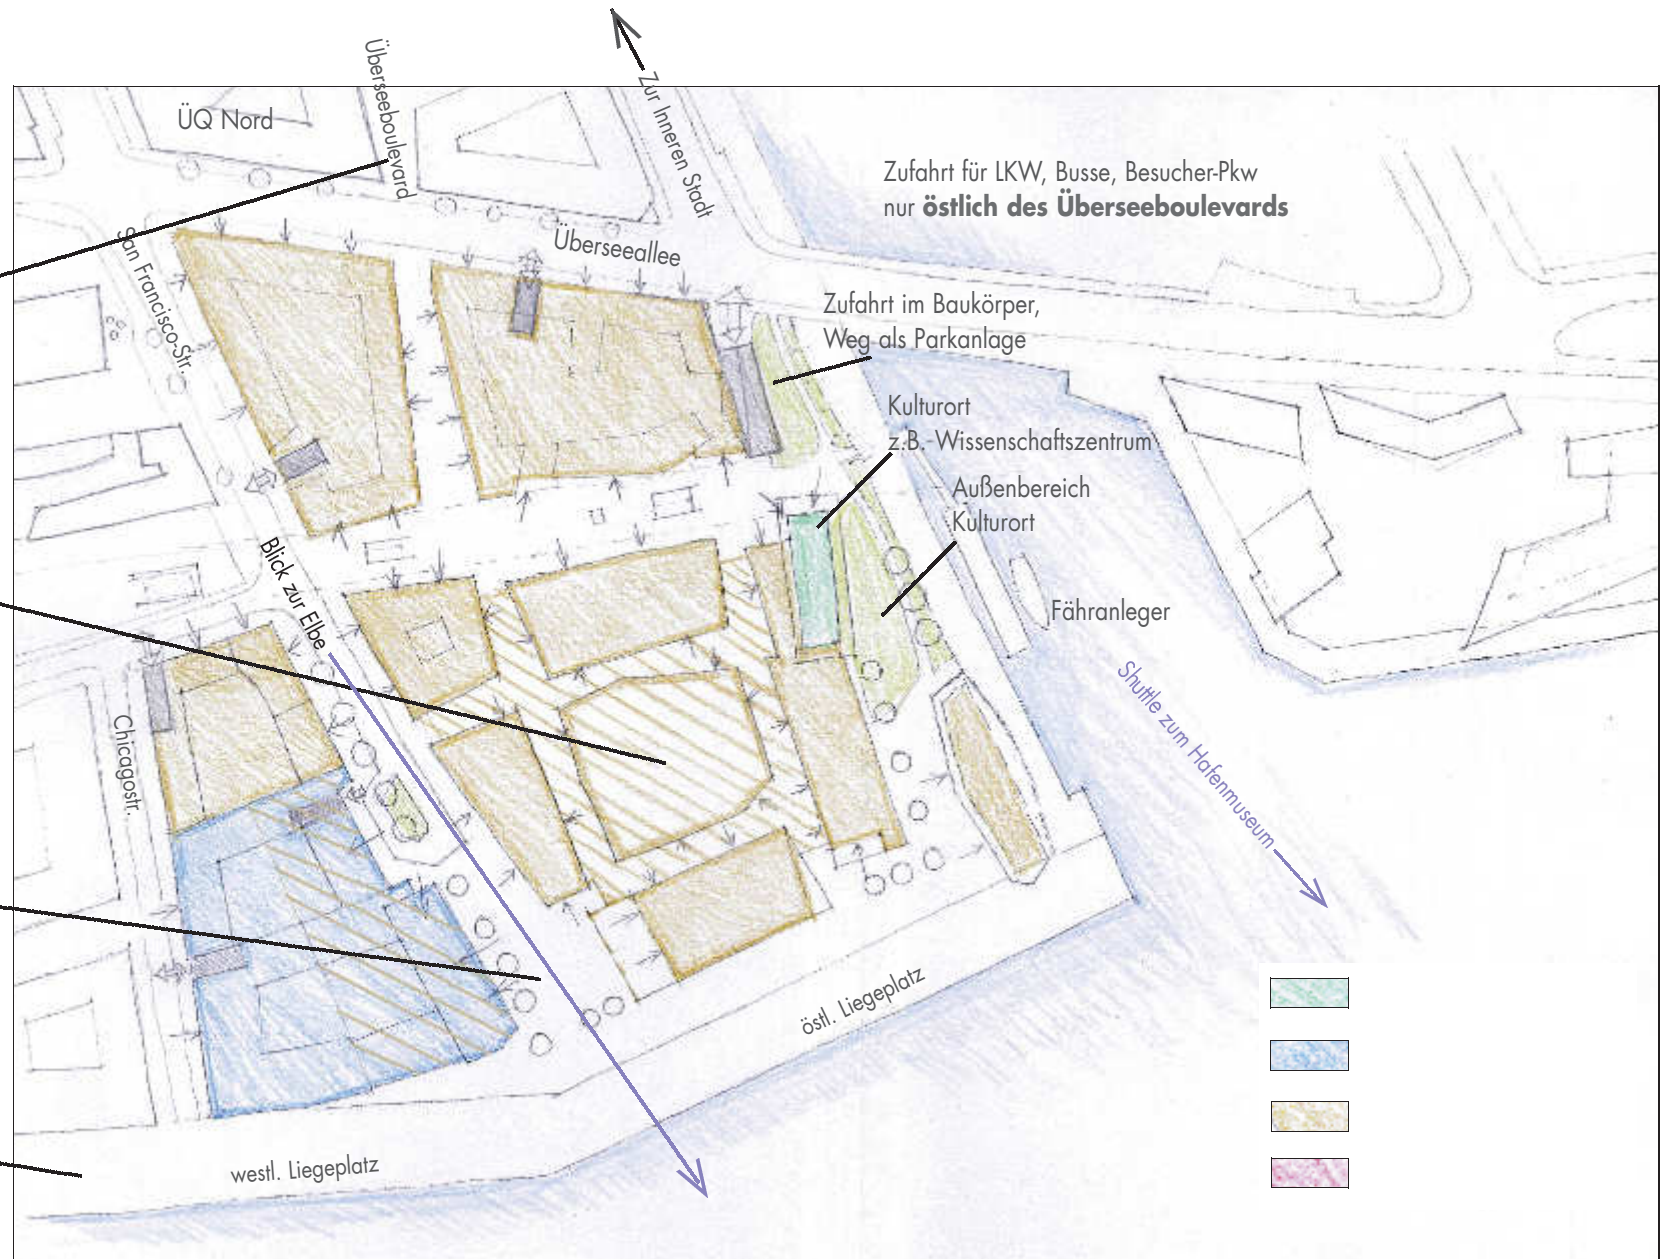 Zur Inneren Stadt
Überseeboulevard
ÜQ Nord
Zufahrt für LKW, Busse, Besucher-Pkw
nur östlich des Überseeboulevards
Überseeallee
San Francisco-Str.
Zufahrt im Baukörper,
Weg als Parkanlage
Kulturort
z.B. Wissenschaftszentrum
Außenbereich
Kulturort
Blick zur Elbe
Fähranleger
Shuttle zum Hafenmuseum
Chicagostr.
östl. Liegeplatz
westl. Liegeplatz